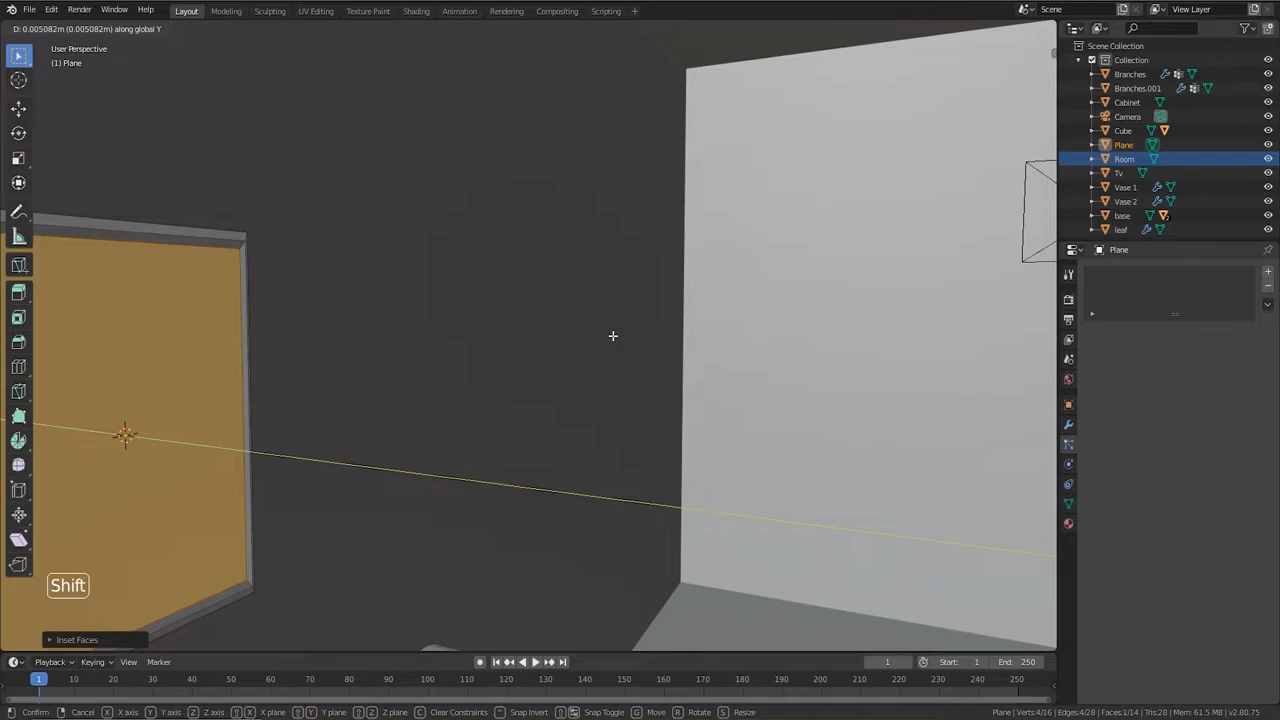 File Edit Render Window Help Layout Modeling Sculpting UV Editing Texture Paint Shading Animation Rendering Compositing Scripting + Scene View Layer
D: 0.005082m (0.005082m) along global Y
User Perspective
(1) Plane
Scene Collection
Collection
Branches
Branches.001
Cabinet
Camera
Cube
Plane
Room
Tv
Vase 1
Vase 2
base
leaf
Plane
Shift
Inset Faces
Playback Keying View Marker 1 Start: 1 End: 250
1 10 20 30 40 50 60 70 80 90 100 110 120 130 140 150 160 170 180 190 200 210 220 230 240 250
Confirm Cancel X X axis Y Y axis Z Z axis X X plane Y Y plane Z Z plane C Clear Constraints Snap Invert Snap Toggle G Move R Rotate S Resize Plane | Verts:4/16 | Edges:4/28 | Faces:1/14 | Tris:28 | Mem: 61.5 MB | v2.80.75